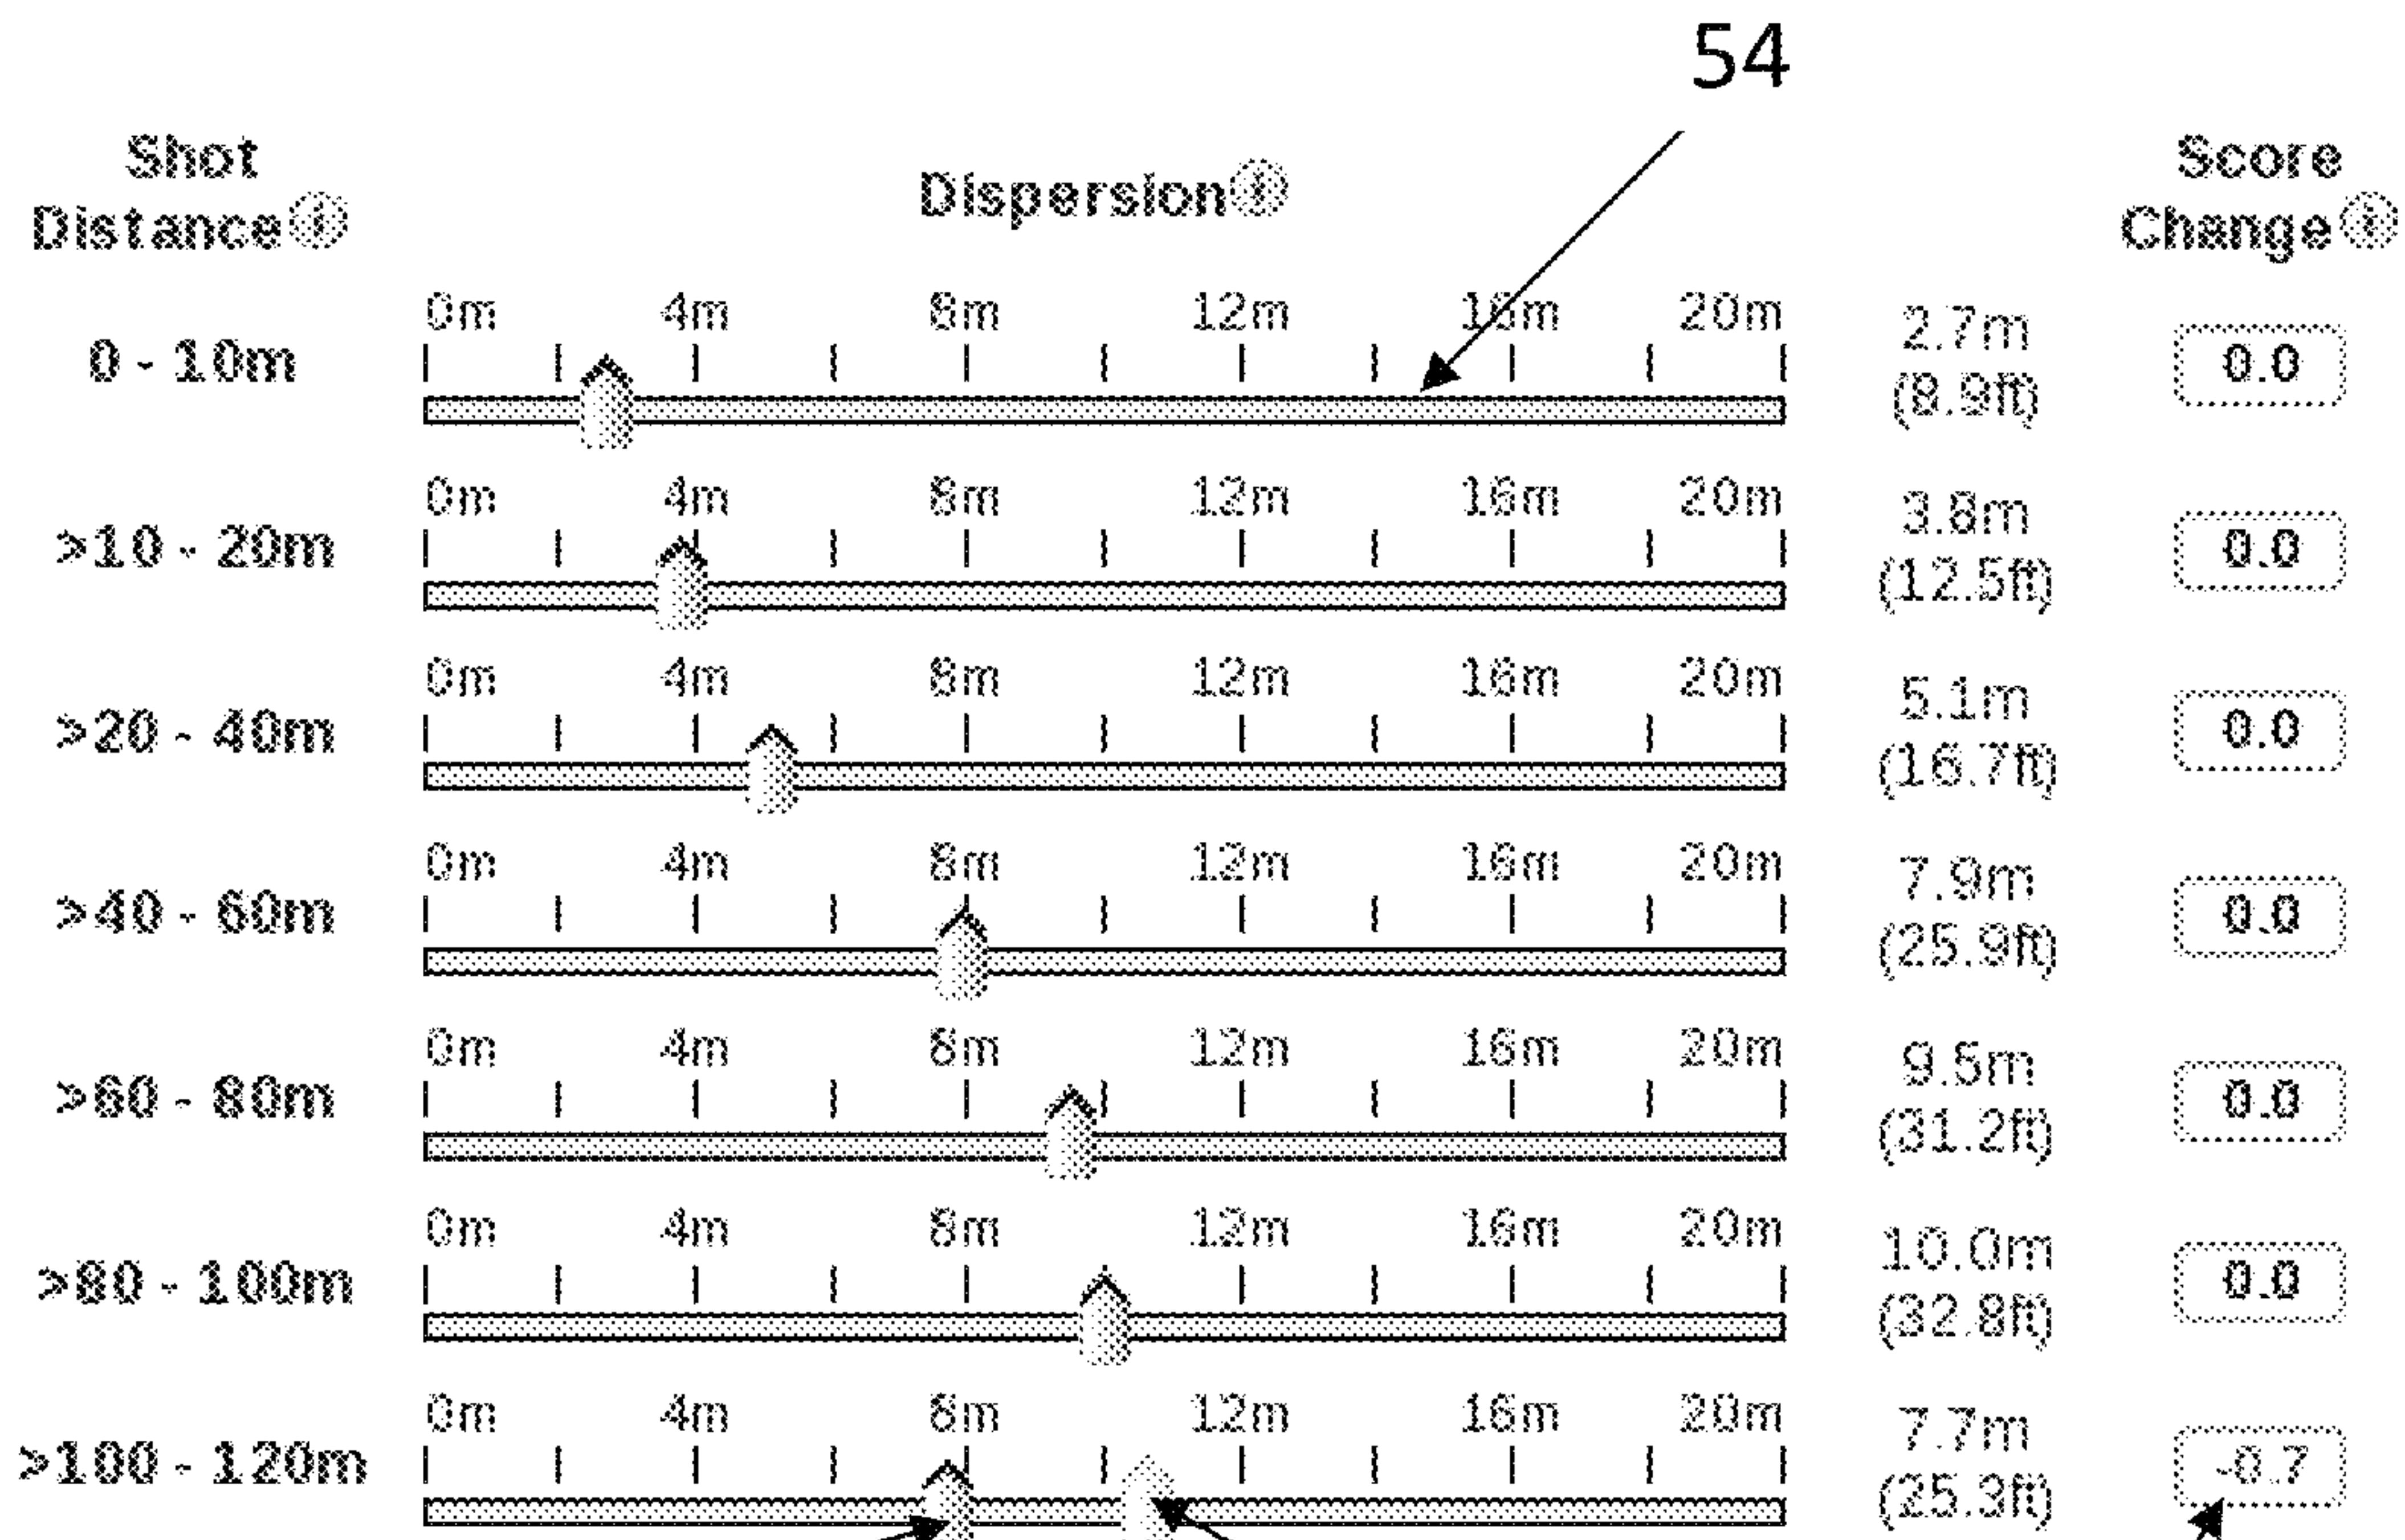 54
Shot
Distance
Dispersion
Score
Change
0m 4m 8m 12m 16m 20m
0 - 10m
2.7m
(8.9ft)
0.0
0m 4m 8m 12m 16m 20m
>10 - 20m
3.8m
(12.5ft)
0.0
0m 4m 8m 12m 16m 20m
>20 - 40m
5.1m
(16.7ft)
0.0
0m 4m 8m 12m 16m 20m
>40 - 60m
7.9m
(25.9ft)
0.0
0m 4m 8m 12m 16m 20m
>60 - 80m
9.5m
(31.2ft)
0.0
0m 4m 8m 12m 16m 20m
>80 - 100m
10.0m
(32.8ft)
0.0
0m 4m 8m 12m 16m 20m
>100 - 120m
7.7m
(25.3ft)
-0.7